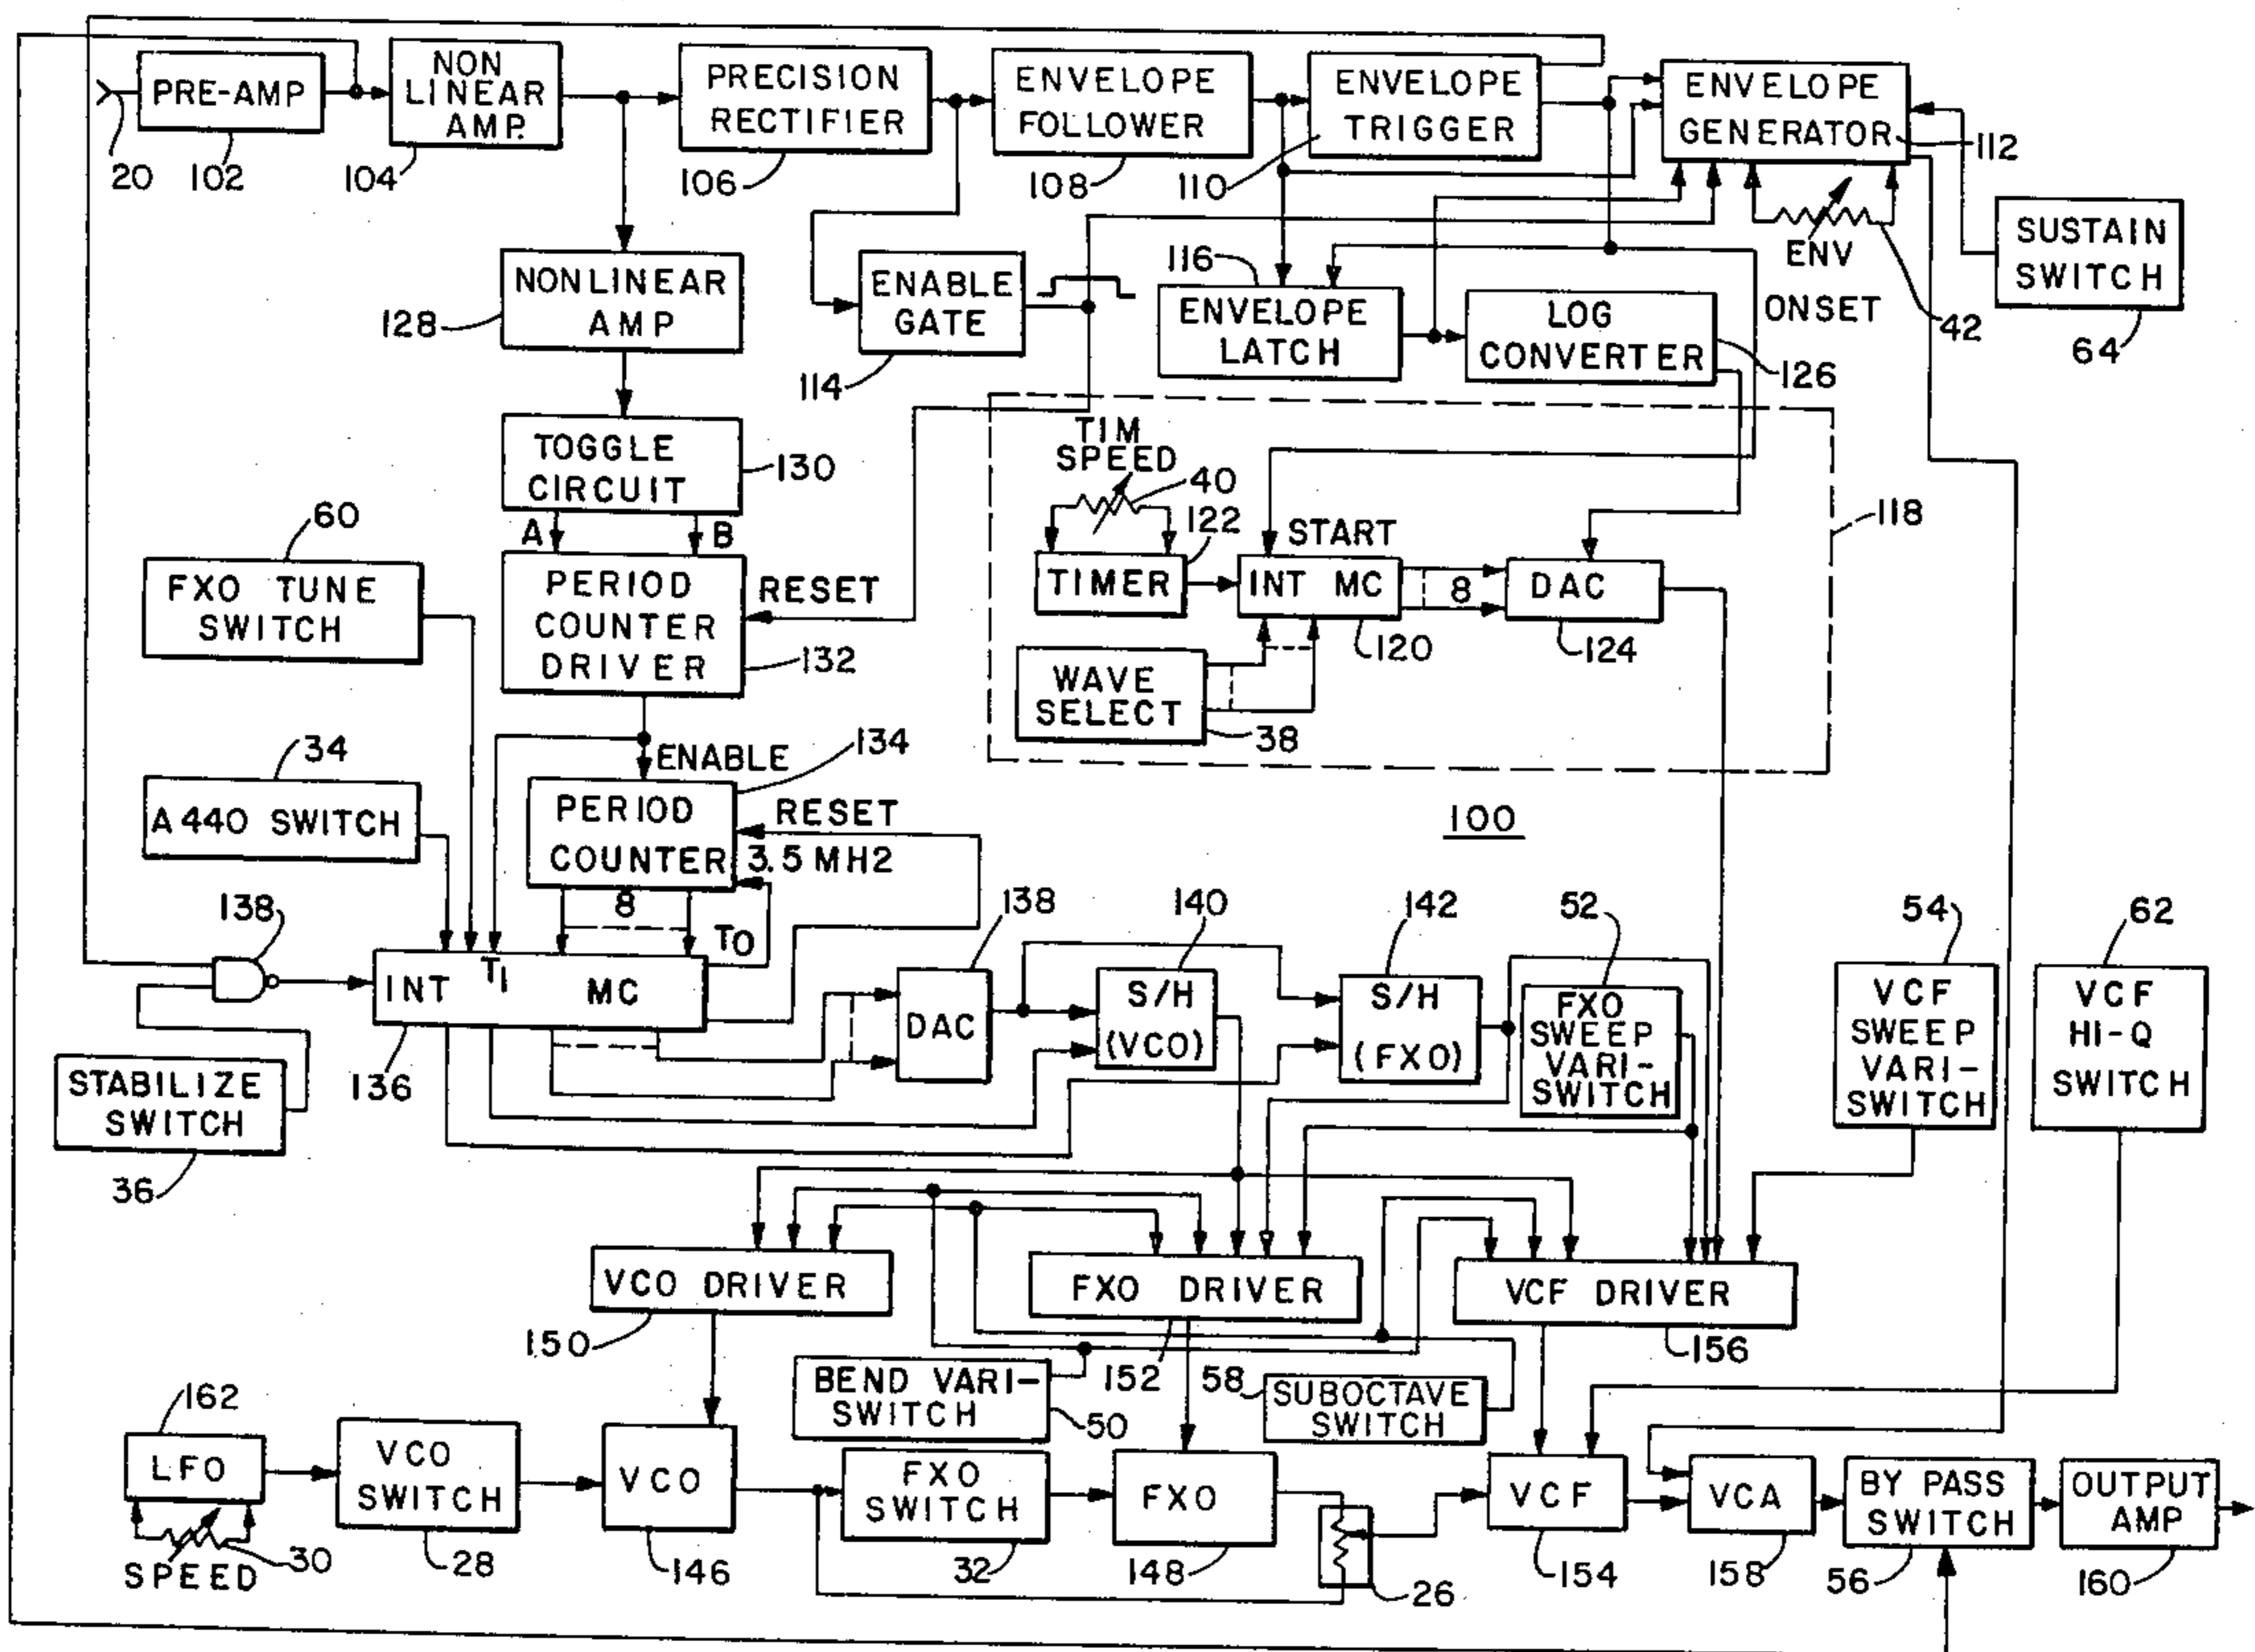 PRE-AMP
20
102
NON
LINEAR
AMP.
104
PRECISION
RECTIFIER
106
ENVELOPE
FOLLOWER
108
ENVELOPE
TRIGGER
110
ENVELOPE
GENERATOR
112
SUSTAIN
SWITCH
64
ENV
ONSET
42
NONLINEAR
AMP
128
ENABLE
GATE
114
116
ENVELOPE
LATCH
LOG
CONVERTER
126
TOGGLE
CIRCUIT
130
A
B
TIM
SPEED
40
122
118
START
TIMER
INT MC
120
8
DAC
124
WAVE
SELECT
38
60
FXO TUNE
SWITCH
PERIOD
COUNTER
DRIVER
132
RESET
34
A440 SWITCH
ENABLE
134
PERIOD
COUNTER
RESET
3.5 MH2
8
T0
100
138
INT
T1
MC
136
STABILIZE
SWITCH
36
138
DAC
140
S/H
(VCO)
142
S/H
(FXO)
52
FXO
SWEEP
VARI-
SWITCH
54
VCF
SWEEP
VARI-
SWITCH
62
VCF
HI-Q
SWITCH
VCO DRIVER
150
FXO DRIVER
152
VCF DRIVER
156
BEND VARI-
SWITCH
50
58
SUBOCTAVE
SWITCH
162
LFO
SPEED
30
VCO
SWITCH
28
VCO
146
FXO
SWITCH
32
FXO
148
26
VCF
154
VCA
158
BY PASS
SWITCH
56
OUTPUT
AMP
160